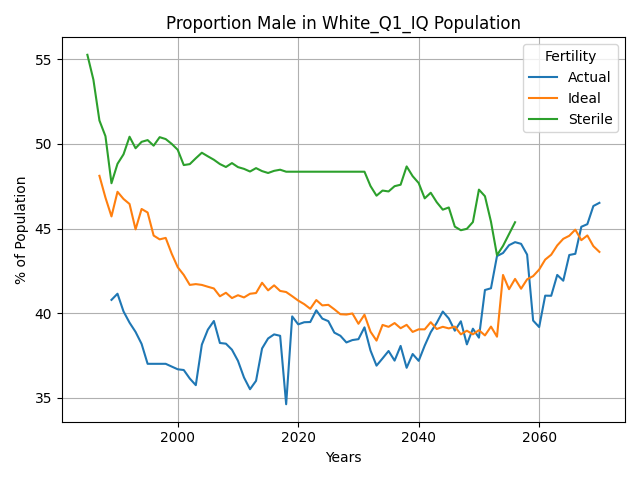 Proportion Male in White_Q1_IQ Population
% of Population
55
50
45
40
35
Fertility
Actual
Ideal
Sterile
2000 2020 2040 2060
Years